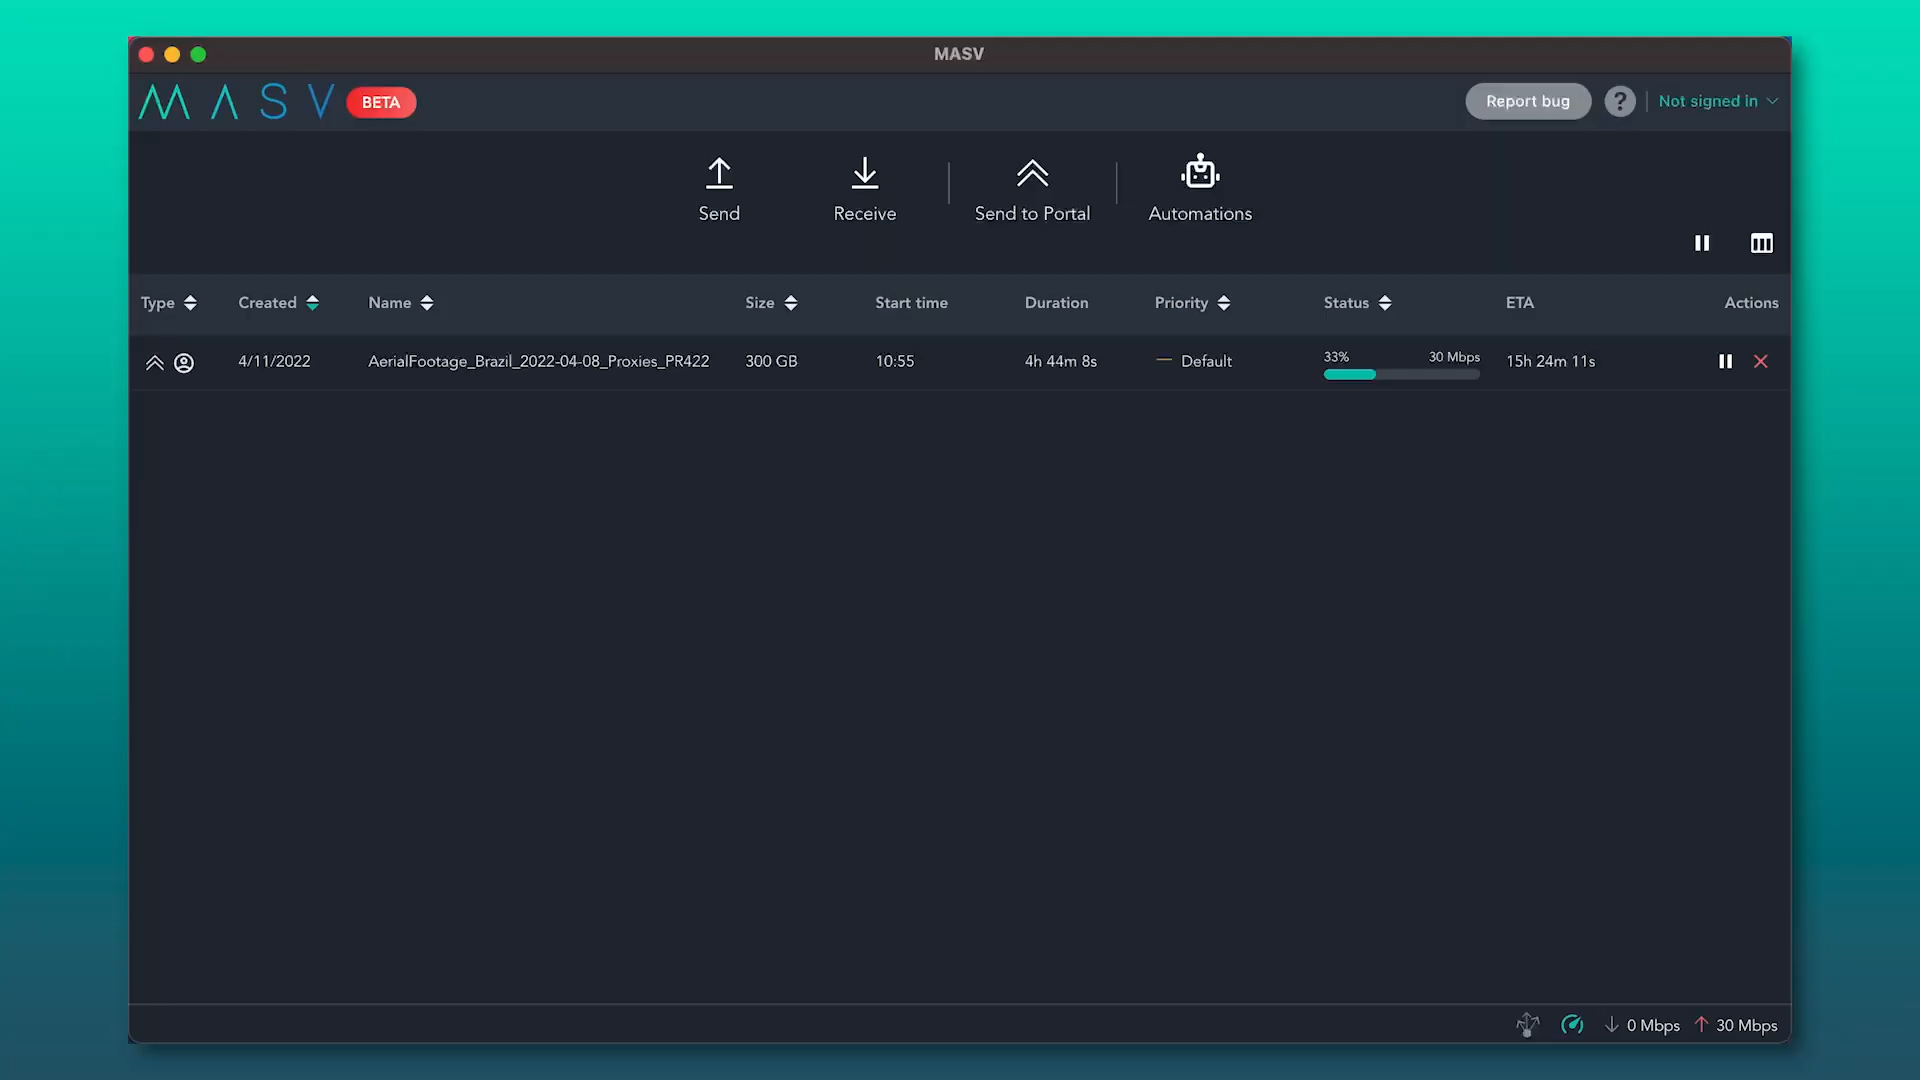 MASV
MASV BETA
Report bug ? Not signed in
Send Receive Send to Portal Automations
Type Created Name Size Start time Duration Priority Status ETA Actions
4/11/2022 AerialFootage_Brazil_2022-04-08_Proxies_PR422 300 GB 10:55 4h 44m 8s Default 33% 30 Mbps 15h 24m 11s
0 Mbps 30 Mbps